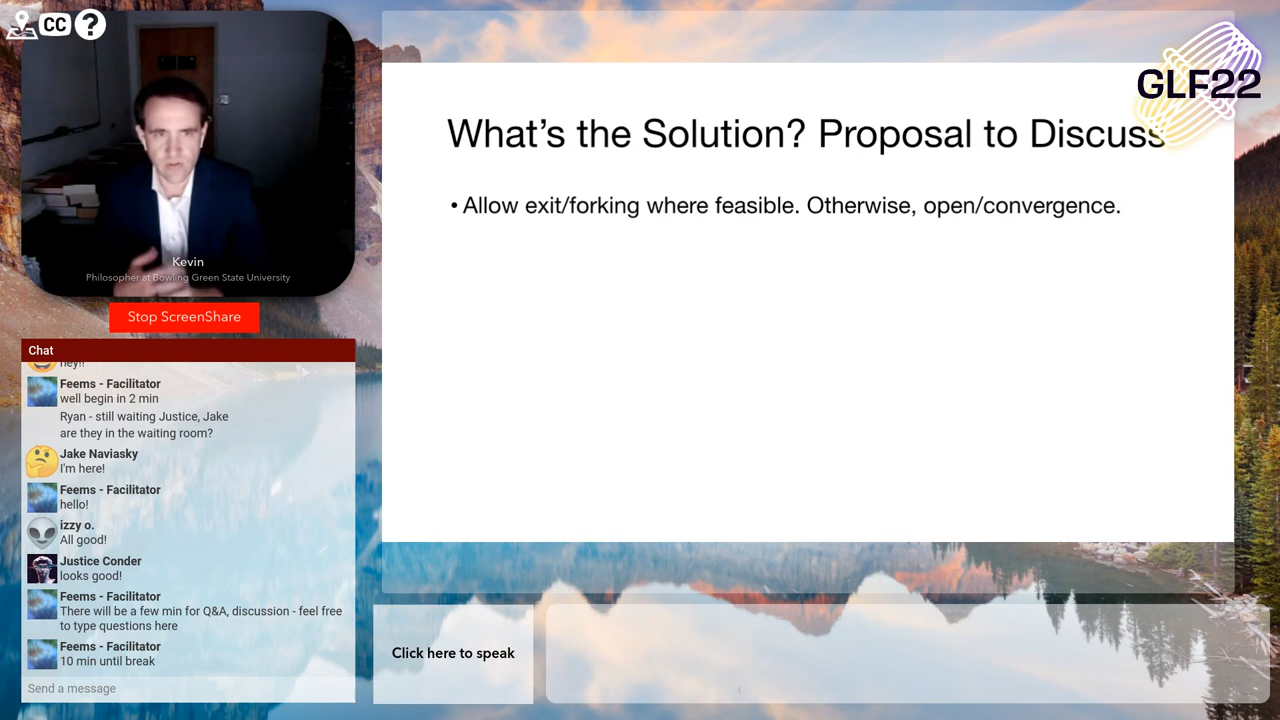 CC
?
GLF22
What's the Solution? Proposal to Discuss
• Allow exit/forking where feasible. Otherwise, open/convergence.
Kevin
Philosopher at Bowling Green State University
Stop ScreenShare
Chat
hey!!
Feems - Facilitator
well begin in 2 min
Ryan - still waiting Justice, Jake
are they in the waiting room?
Jake Naviasky
I'm here!
Feems - Facilitator
hello!
izzy o.
All good!
Justice Conder
looks good!
Feems - Facilitator
There will be a few min for Q&A, discussion - feel free
to type questions here
Feems - Facilitator
10 min until break
Send a message
Click here to speak